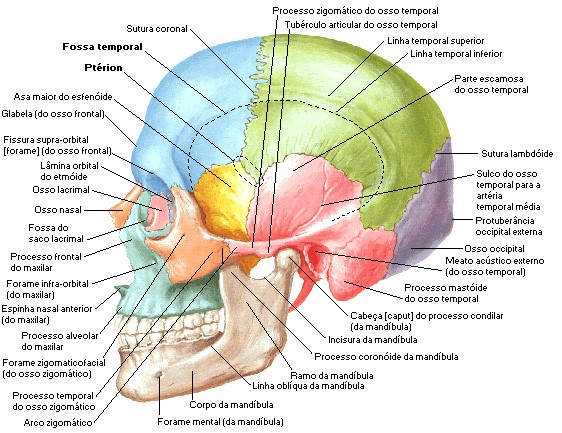 Processo zigomático do osso temporal
Tubérculo articular do osso temporal
Sutura coronal
Linha temporal superior
Fossa temporal
Linha temporal inferior
Ptérion
Parte escamosa
do osso temporal
Asa maior do esfenóide
Glabela (do osso frontal)
Fissura supra-orbital
[forame] (do osso frontal)
Sutura lambdóide
Lâmina orbital
do etmóide
Sulco do osso
temporal para a
artéria
temporal média
Osso lacrimal
Osso nasal
Protuberância
occipital externa
Fossa do
saco lacrimal
Osso occipital
Processo frontal
do maxilar
Meato acústico externo
(do osso temporal)
Forame infra-orbital
(do maxilar)
Processo mastóide
do osso temporal
Espinha nasal anterior
(do maxilar)
Cabeça [caput] do processo condilar
(da mandíbula)
Processo alveolar
do maxilar
Incisura da mandíbula
Forame zigomaticofacial
(do osso zigomático)
Processo coronóide da mandíbula
Ramo da mandíbula
Processo temporal
do osso zigomático
Linha oblíqua da mandíbula
Corpo da mandíbula
Arco zigomático
Forame mental (da mandíbula)